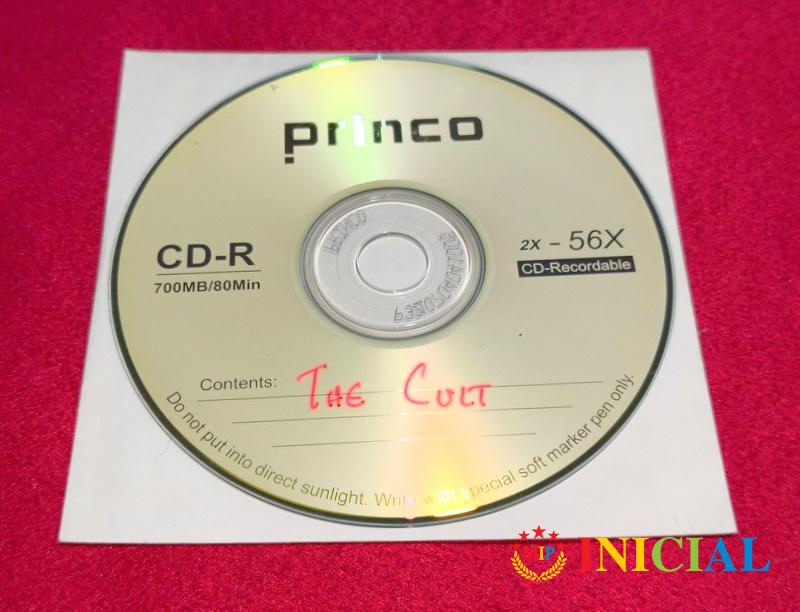 princo
CD-R
700MB/80Min
2X - 56X
CD-Recordable
Contents: THE CULT
Do not put into direct sunlight. Write with special soft marker pen only.
IP INICIAL